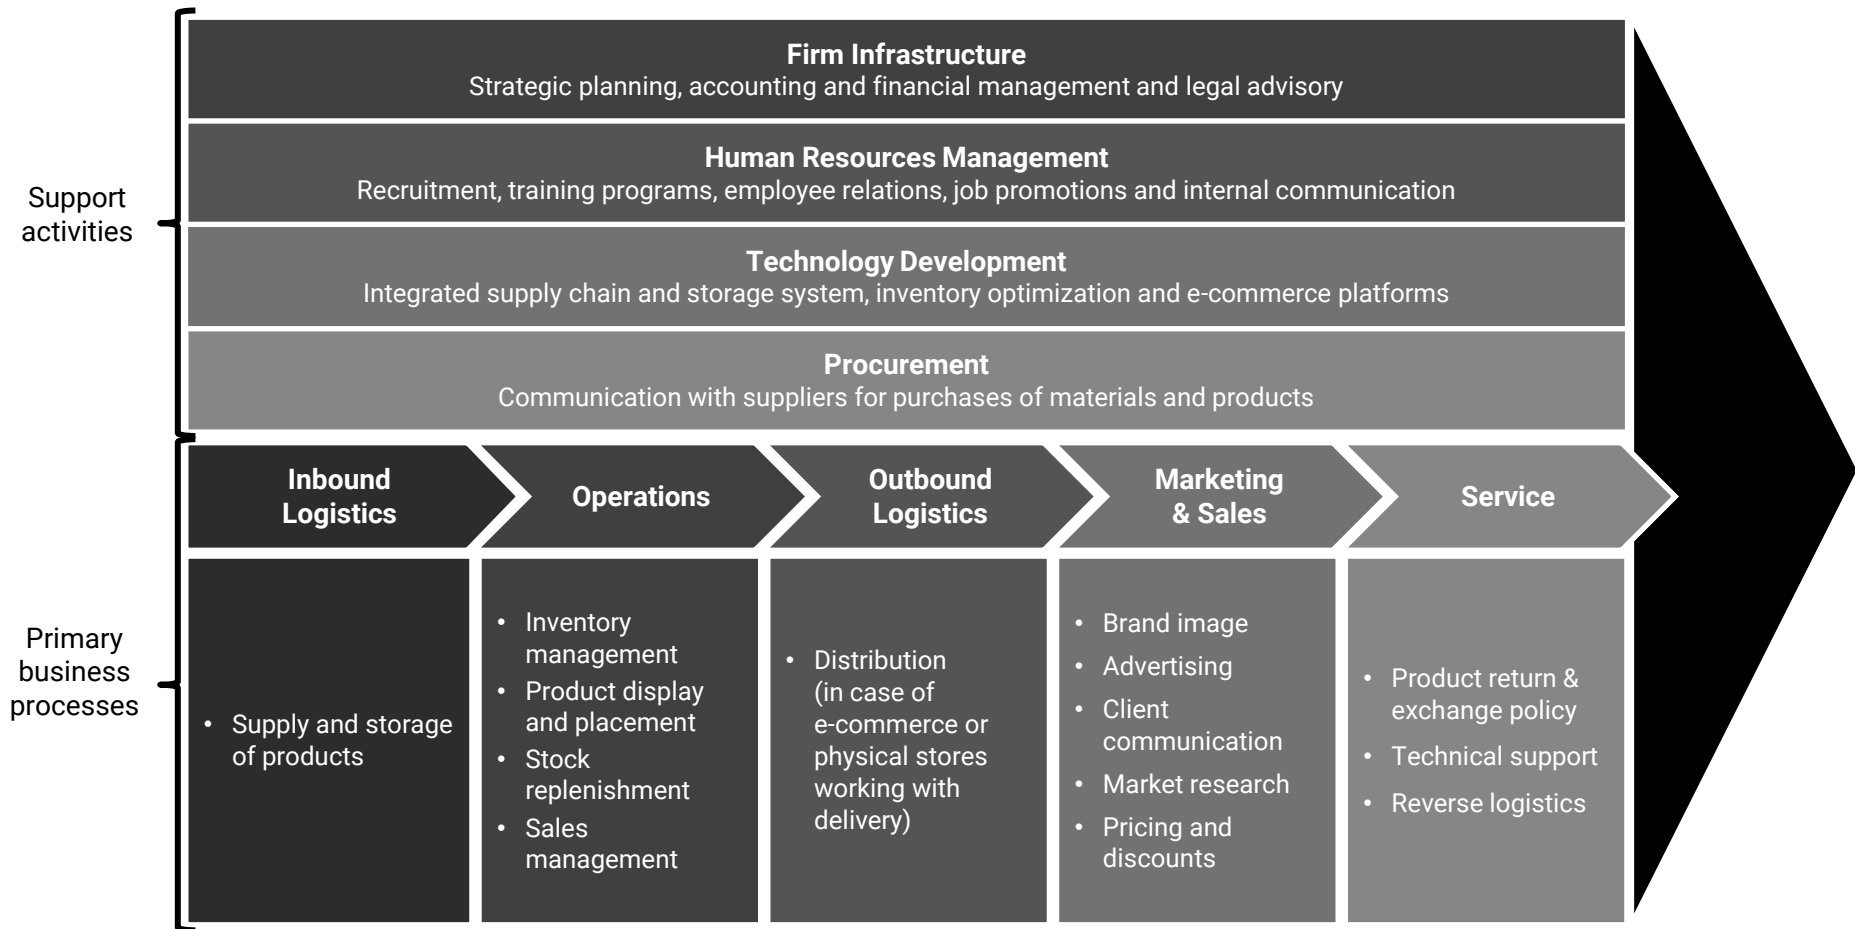 Support
activities
Firm Infrastructure
Strategic planning, accounting and financial management and legal advisory
Human Resources Management
Recruitment, training programs, employee relations, job promotions and internal communication
Technology Development
Integrated supply chain and storage system, inventory optimization and e-commerce platforms
Procurement
Communication with suppliers for purchases of materials and products
Primary
business
processes
Inbound
Logistics
Operations
Outbound
Logistics
Marketing
& Sales
Service
• Supply and storage
of products
• Inventory
management
• Product display
and placement
• Stock
replenishment
• Sales
management
• Distribution
(in case of
e-commerce or
physical stores
working with
delivery)
• Brand image
• Advertising
• Client
communication
• Market research
• Pricing and
discounts
• Product return &
exchange policy
• Technical support
• Reverse logistics